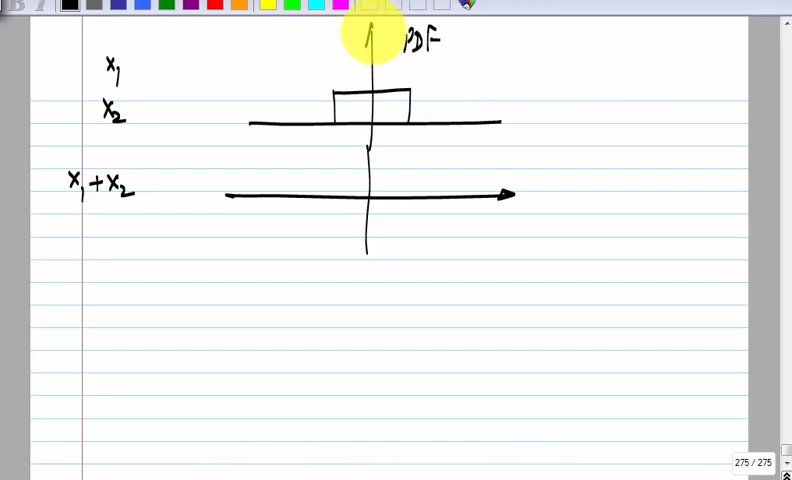 PDF
x₁
x₂
x₁+x₂
275 / 275